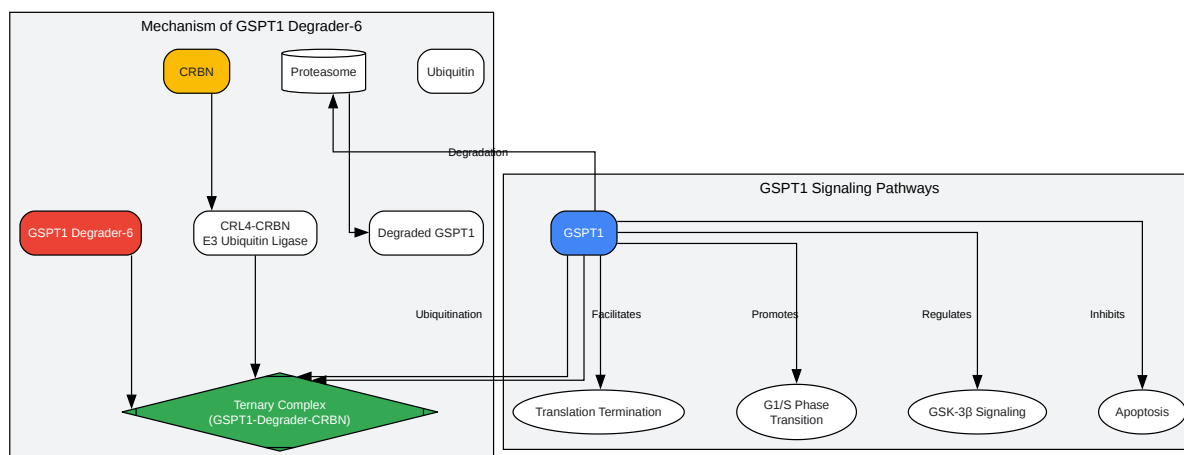 Mechanism of GSPT1 Degrader-6
CRBN
Proteasome
Ubiquitin
Degradation
GSPT1 Signaling Pathways
GSPT1 Degrader-6
CRL4-CRBN
E3 Ubiquitin Ligase
Degraded GSPT1
GSPT1
Ubiquitination
Facilitates
Promotes
Regulates
Inhibits
Ternary Complex
(GSPT1-Degrader-CRBN)
Translation Termination
G1/S Phase
Transition
GSK-3β Signaling
Apoptosis